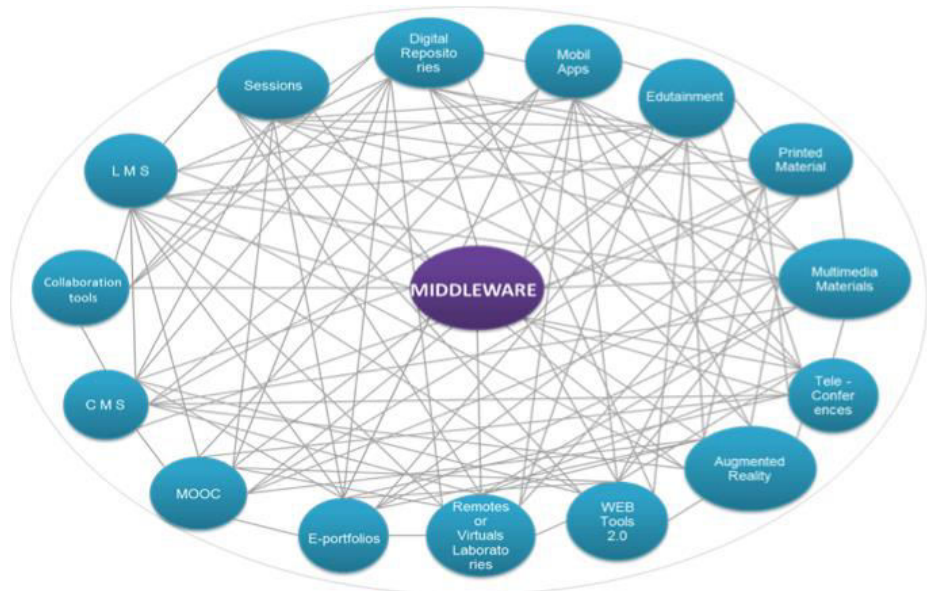 Digital
Reposito
ries
Mobil
Apps
Sessions
Edutainment
Printed
Material
L M S
Collaboration
tools
MIDDLEWARE
Multimedia
Materials
C M S
Tele -
Confer
ences
Augmented
Reality
MOOC
E-portfolios
Remotes
or
Virtuals
Laborato
ries
WEB
Tools
2.0